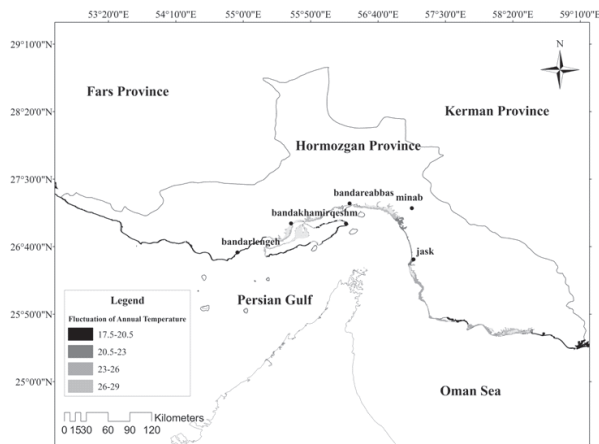 53°20'0"E 54°10'0"E 55°0'0"E 55°50'0"E 56°40'0"E 57°30'0"E 58°20'0"E 59°10'0"E
29°10'0"N
N
Fars Province
Kerman Province
28°20'0"N
Hormozgan Province
27°30'0"N
bandareabbas
minab
bandakhamirqeshm
26°40'0"N
bandarlengeh
jask
Persian Gulf
25°50'0"N
Legend
Fluctuation of Annual Temperature
17.5-20.5
20.5-23
23-26
26-29
25°0'0"N
Oman Sea
Kilometers
0 1530 60 90 120